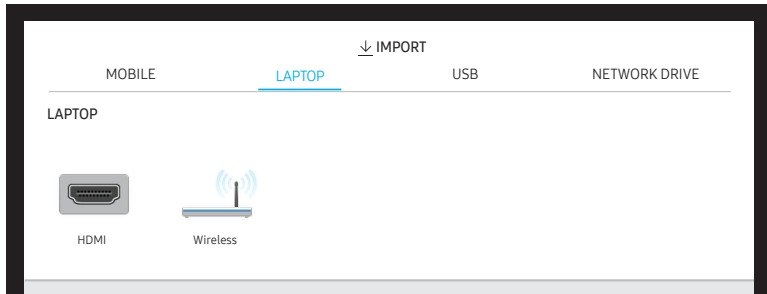 IMPORT
MOBILE LAPTOP USB NETWORK DRIVE
LAPTOP
HDMI Wireless